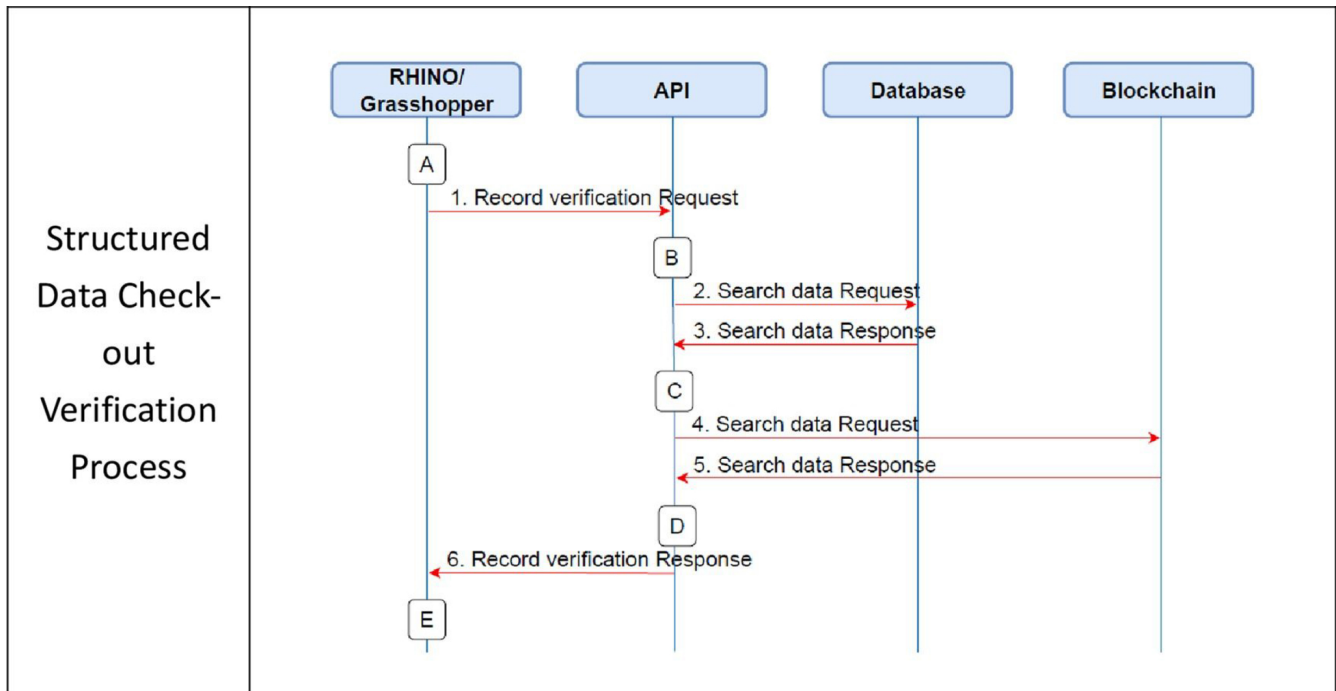 Structured
Data Check-
out
Verification
Process
RHINO/
Grasshopper
API
Database
Blockchain
A
1. Record verification Request
B
2. Search data Request
3. Search data Response
C
4. Search data Request
5. Search data Response
D
6. Record verification Response
E